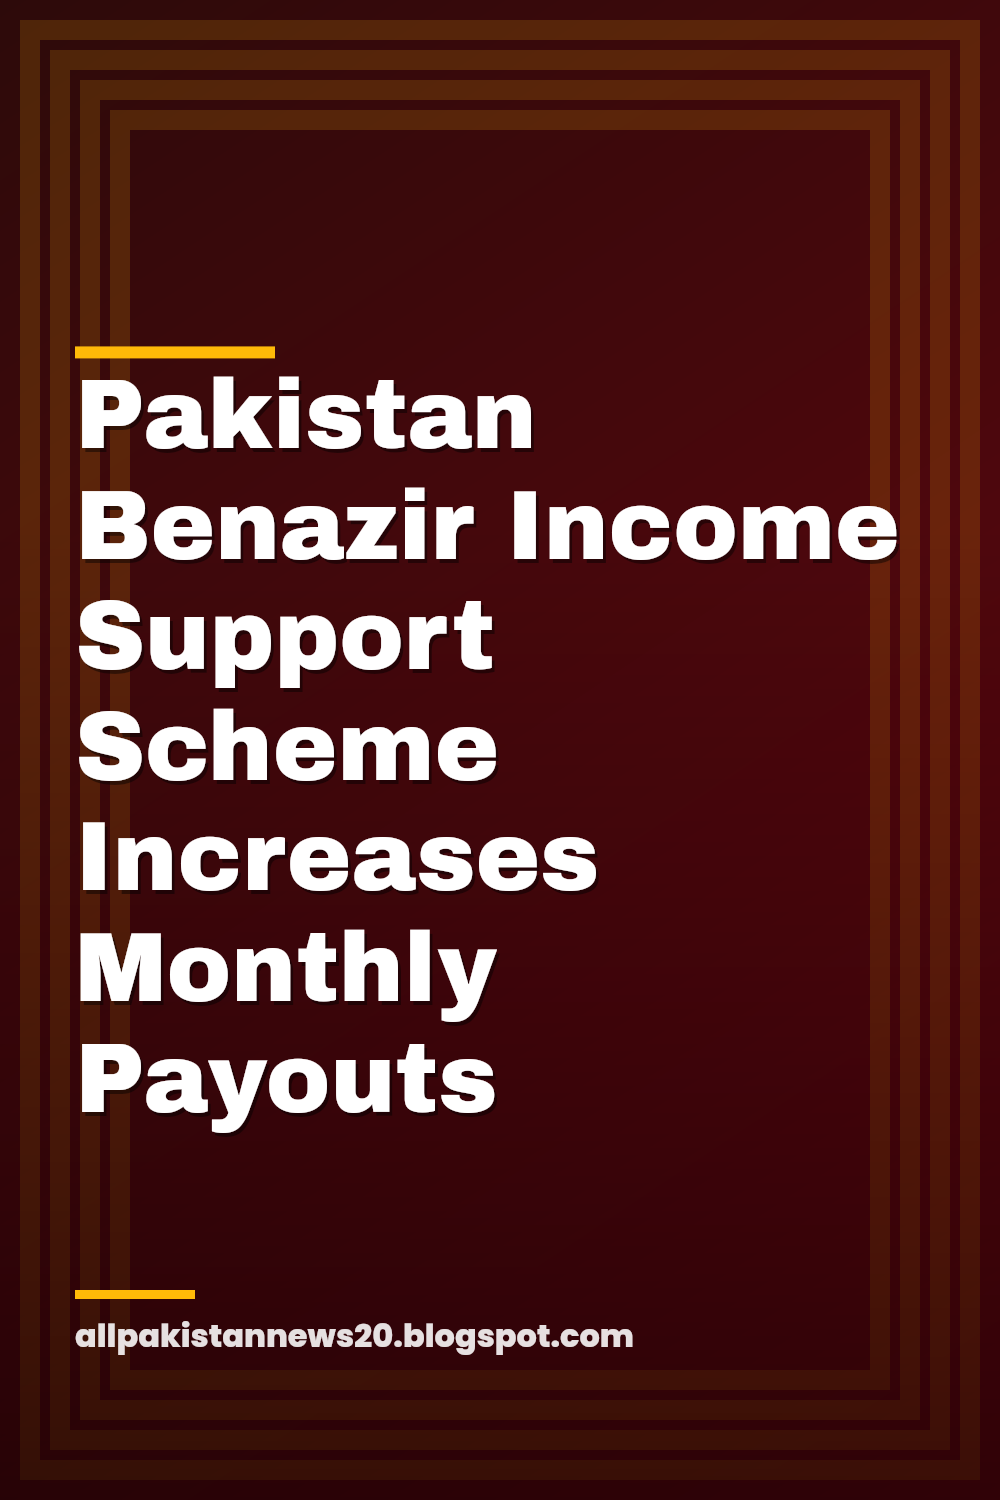 Pakistan
Benazir Income
Support
Scheme
Increases
Monthly
Payouts
allpakistannews20.blogspot.com